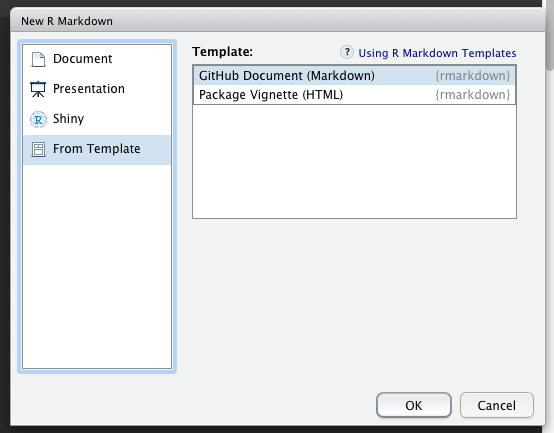 New R Markdown
Document
Presentation
Shiny
From Template
Template:
? Using R Markdown Templates
GitHub Document (Markdown) {rmarkdown}
Package Vignette (HTML) {rmarkdown}
OK Cancel